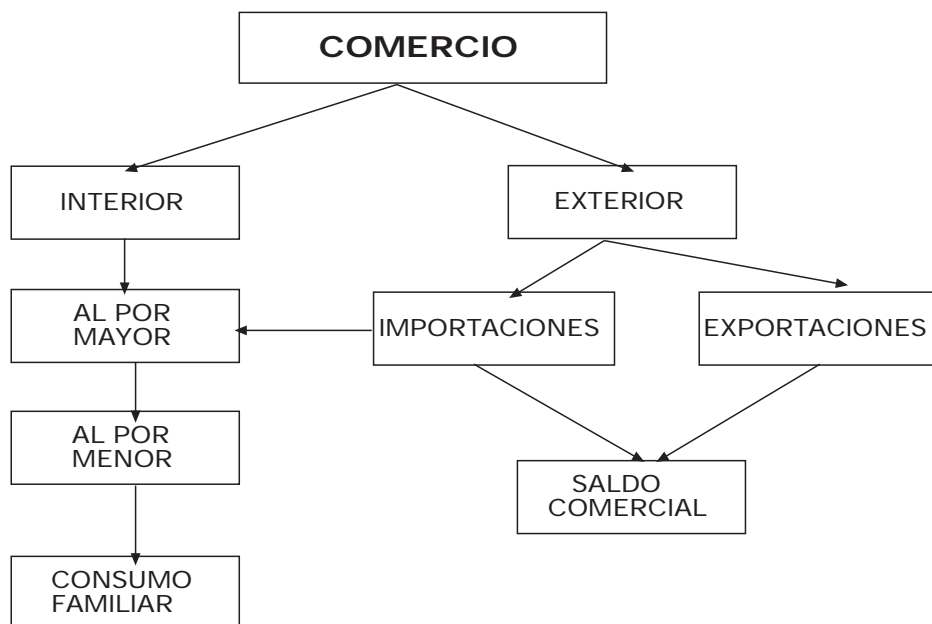 COMERCIO
INTERIOR
EXTERIOR
AL POR
MAYOR
IMPORTACIONES
EXPORTACIONES
AL POR
MENOR
SALDO
COMERCIAL
CONSUMO
FAMILIAR